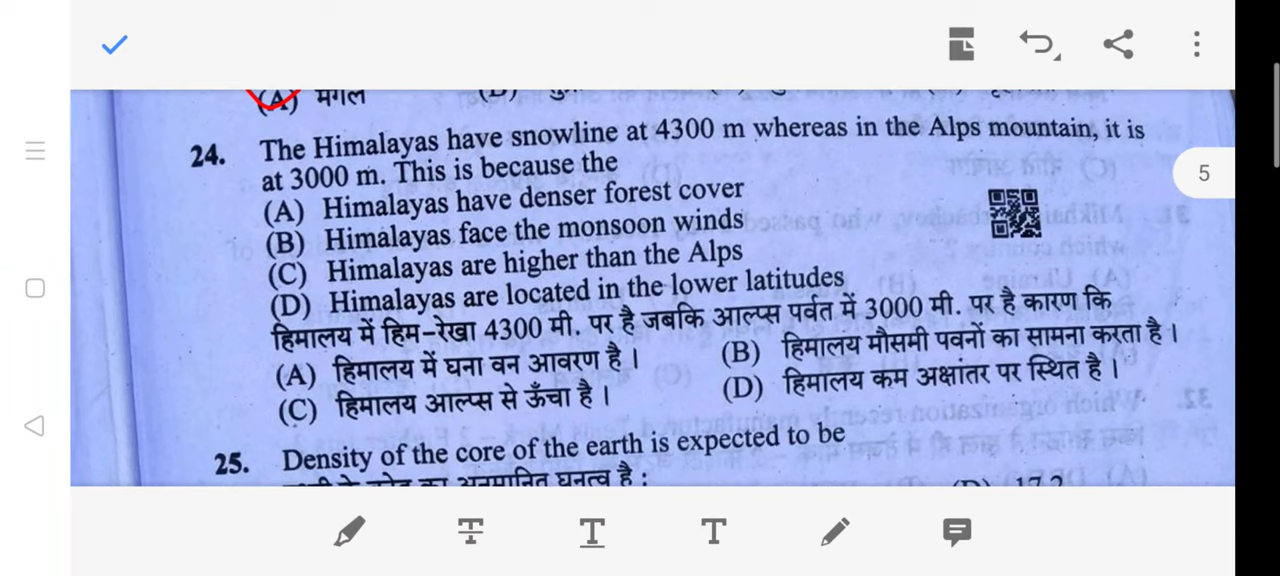 (A) मंगल
5
24. The Himalayas have snowline at 4300 m whereas in the Alps mountain, it is
at 3000 m. This is because the
(A) Himalayas have denser forest cover
(B) Himalayas face the monsoon winds
(C) Himalayas are higher than the Alps
(D) Himalayas are located in the lower latitudes
हिमालय में हिम-रेखा 4300 मी. पर है जबकि आल्प्स पर्वत में 3000 मी. पर है कारण कि
(A) हिमालय में घना वन आवरण है। (B) हिमालय मौसमी पवनों का सामना करता है।
(C) हिमालय आल्प्स से ऊँचा है। (D) हिमालय कम अक्षांतर पर स्थित है।
25. Density of the core of the earth is expected to be
अनुमानित घनत्व है :
(D) 17.2